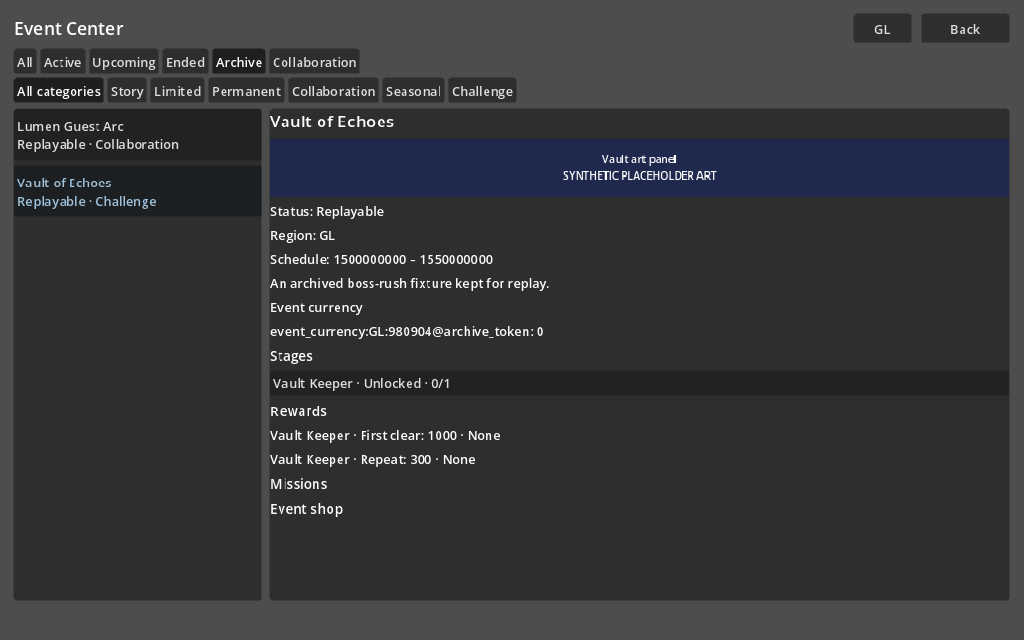 Event Center
GL
Back
All
Active
Upcoming
Ended
Archive
Collaboration
All categories
Story
Limited
Permanent
Collaboration
Seasonal
Challenge
Lumen Guest Arc
Replayable · Collaboration
Vault of Echoes
Replayable · Challenge
Vault of Echoes
Vault art panel
SYNTHETIC PLACEHOLDER ART
Status: Replayable
Region: GL
Schedule: 1500000000 – 1550000000
An archived boss-rush fixture kept for replay.
Event currency
event_currency:GL:980904@archive_token: 0
Stages
Vault Keeper · Unlocked · 0/1
Rewards
Vault Keeper · First clear: 1000 · None
Vault Keeper · Repeat: 300 · None
Missions
Event shop